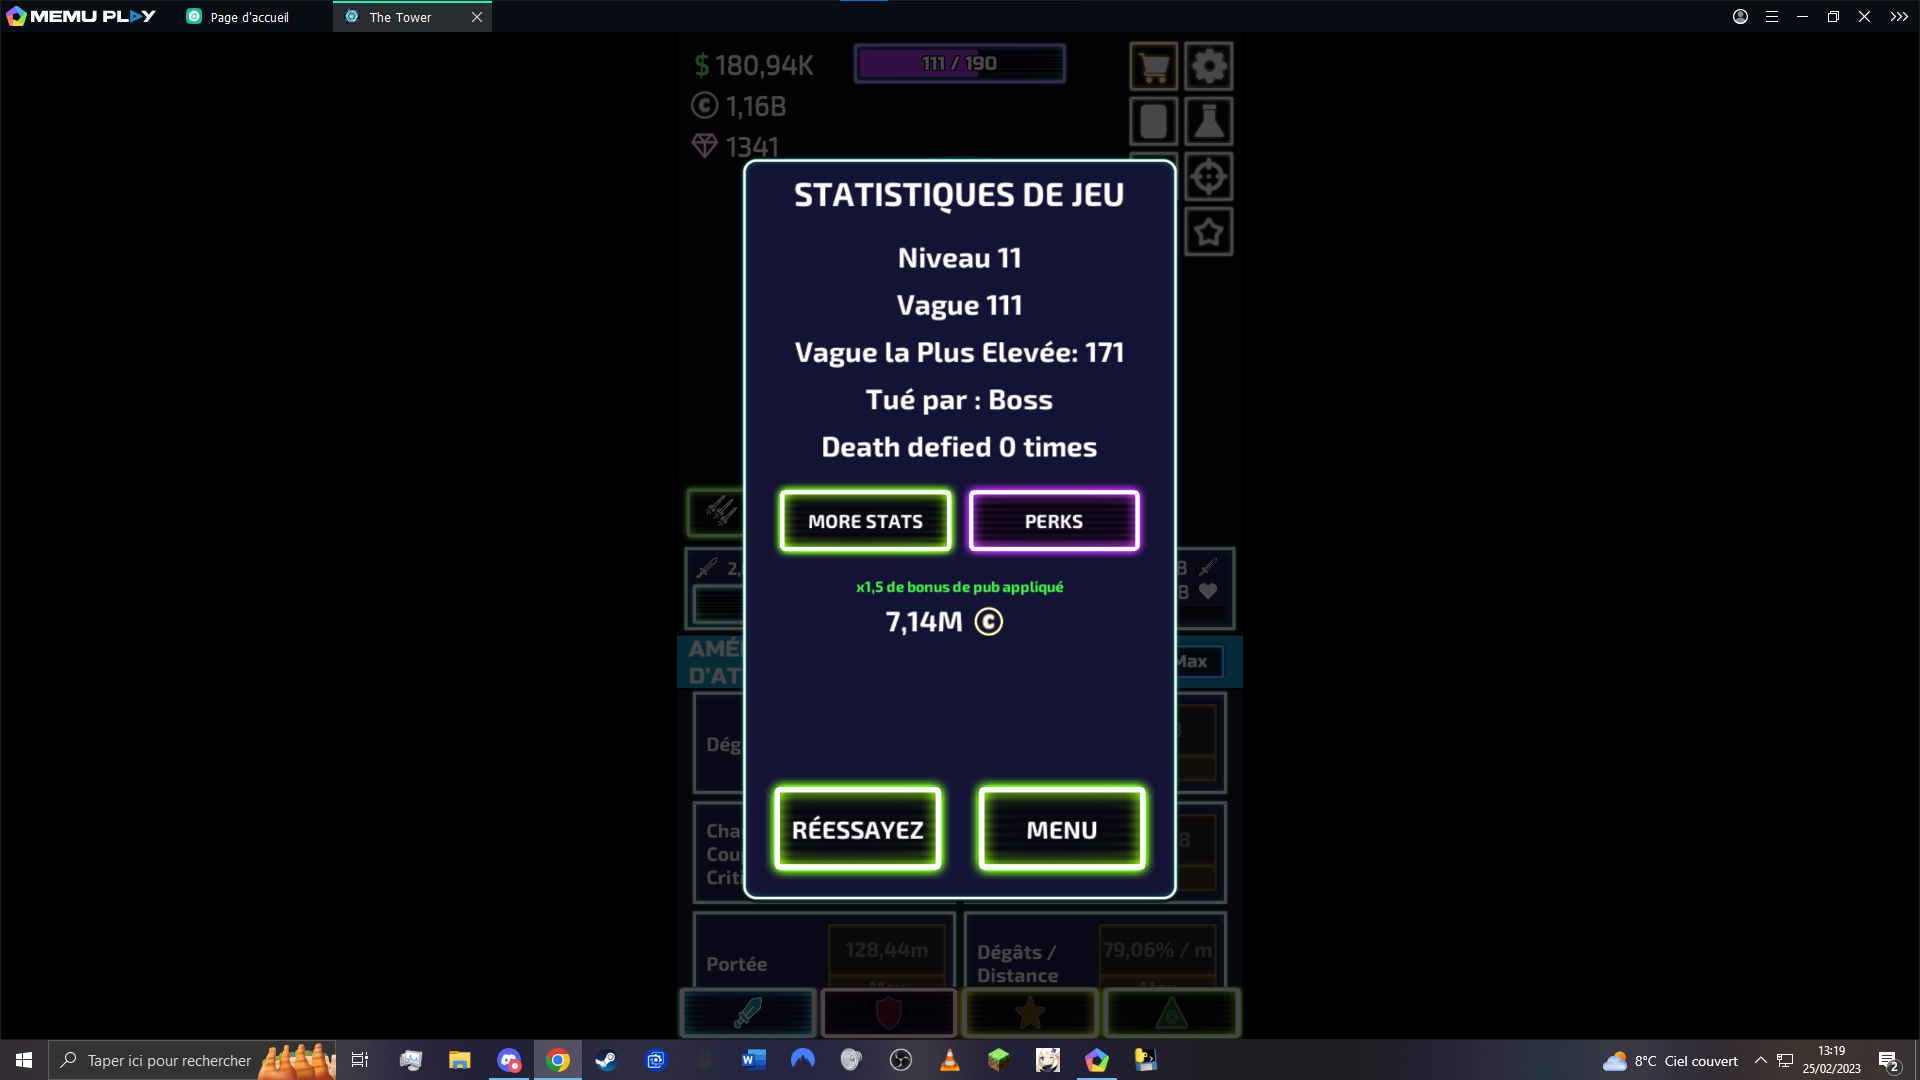 MEMU PLAY
Page d'accueil
The Tower
$ 180,94K
111 / 190
1,16B
1341
STATISTIQUES DE JEU
Niveau 11
Vague 111
Vague la Plus Elevée: 171
Tué par : Boss
Death defied 0 times
MORE STATS
PERKS
x1,5 de bonus de pub appliqué
7,14M
RÉESSAYEZ
MENU
2,
B
B
AMÉ
D'AT
Max
Dég
Cha
Cou
Criti
8
Portée
128,44m
Dégâts /
Distance
79,06% / m
Taper ici pour rechercher
8°C Ciel couvert
13:19
25/02/2023
2